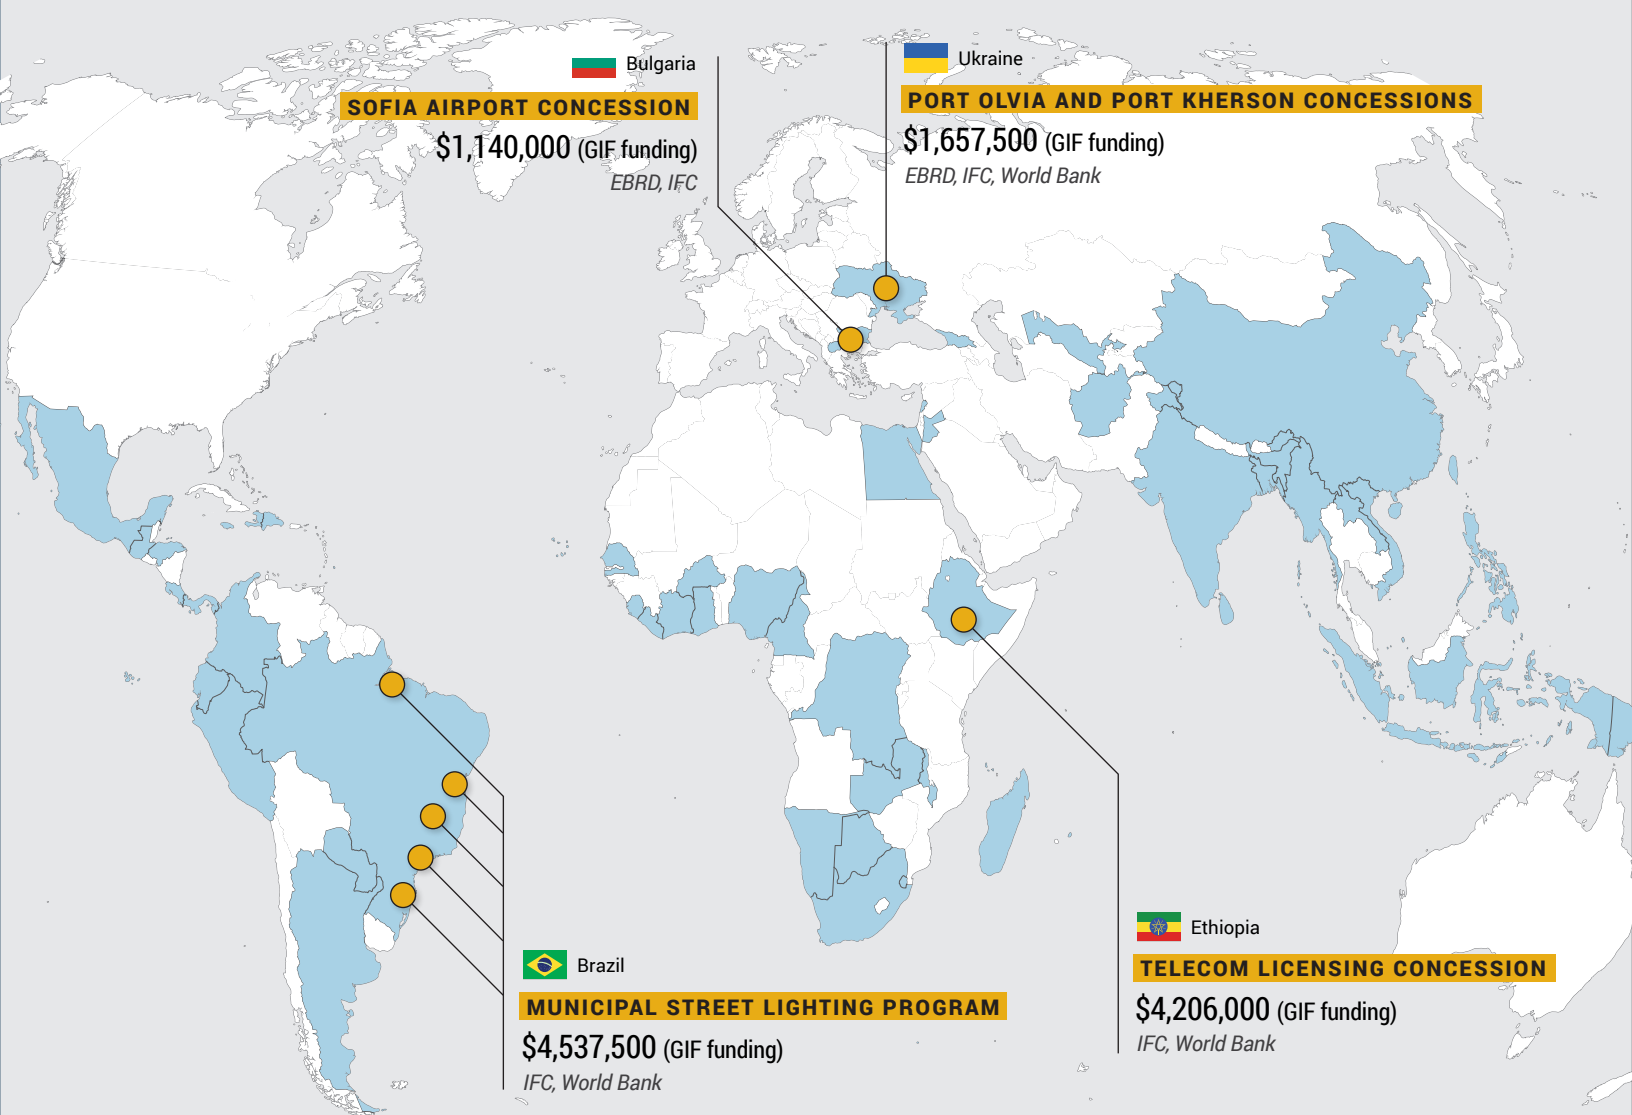 Bulgaria
SOFIA AIRPORT CONCESSION
$1,140,000 (GIF funding)
EBRD, IFC
Ukraine
PORT OLVIA AND PORT KHERSON CONCESSIONS
$1,657,500 (GIF funding)
EBRD, IFC, World Bank
Brazil
MUNICIPAL STREET LIGHTING PROGRAM
$4,537,500 (GIF funding)
IFC, World Bank
Ethiopia
TELECOM LICENSING CONCESSION
$4,206,000 (GIF funding)
IFC, World Bank